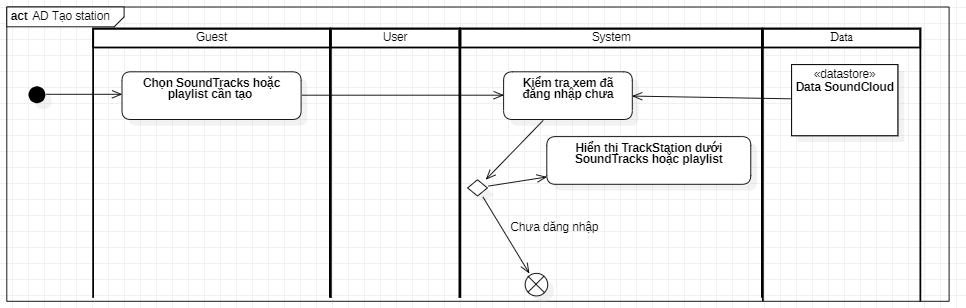 act AD Tạo station
Guest
User
System
Data
Chọn SoundTracks hoặc
playlist cần tạo
Kiểm tra xem đã
đăng nhập chưa
«datastore»
Data SoundCloud
Hiển thị TrackStation dưới
SoundTracks hoặc playlist
Chưa dăng nhập